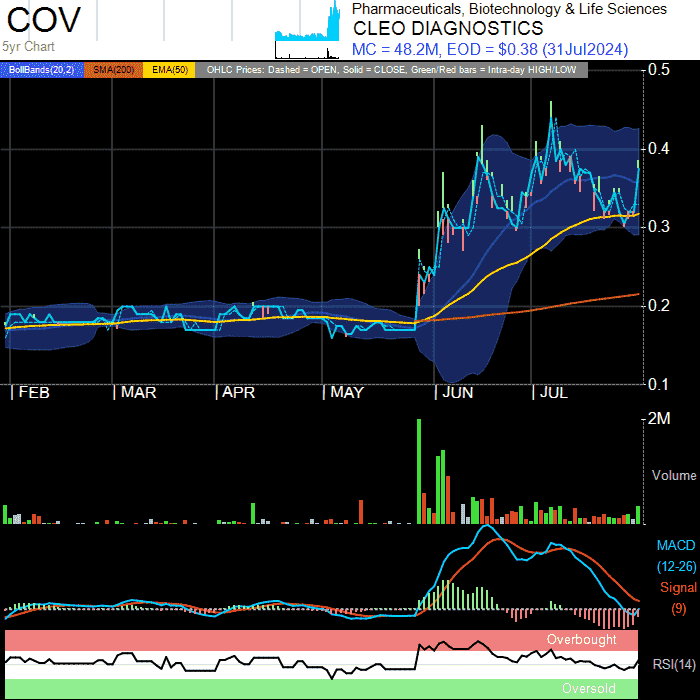 COV
5yr Chart
Pharmaceuticals, Biotechnology & Life Sciences
CLEO DIAGNOSTICS
MC = 48.2M, EOD = $0.38 (31Jul2024)
BollBands(20,2) SMA(200) EMA(50) OHLC Prices: Dashed = OPEN, Solid = CLOSE, Green/Red bars = Intra-day HIGH/LOW
0.5
0.4
0.3
0.2
0.1
| FEB | MAR | APR | MAY | JUN | JUL
2M
Volume
MACD
(12-26)
Signal
(9)
Overbought
RSI(14)
Oversold